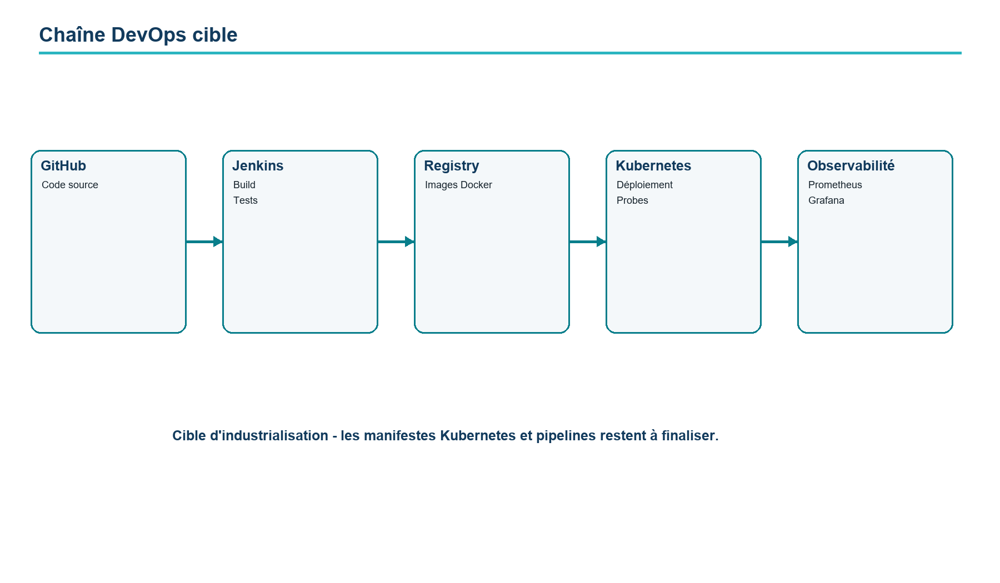 Chaîne DevOps cible
GitHub
Code source
Jenkins
Build
Tests
Registry
Images Docker
Kubernetes
Déploiement
Probes
Observabilité
Prometheus
Grafana
Cible d'industrialisation - les manifestes Kubernetes et pipelines restent à finaliser.